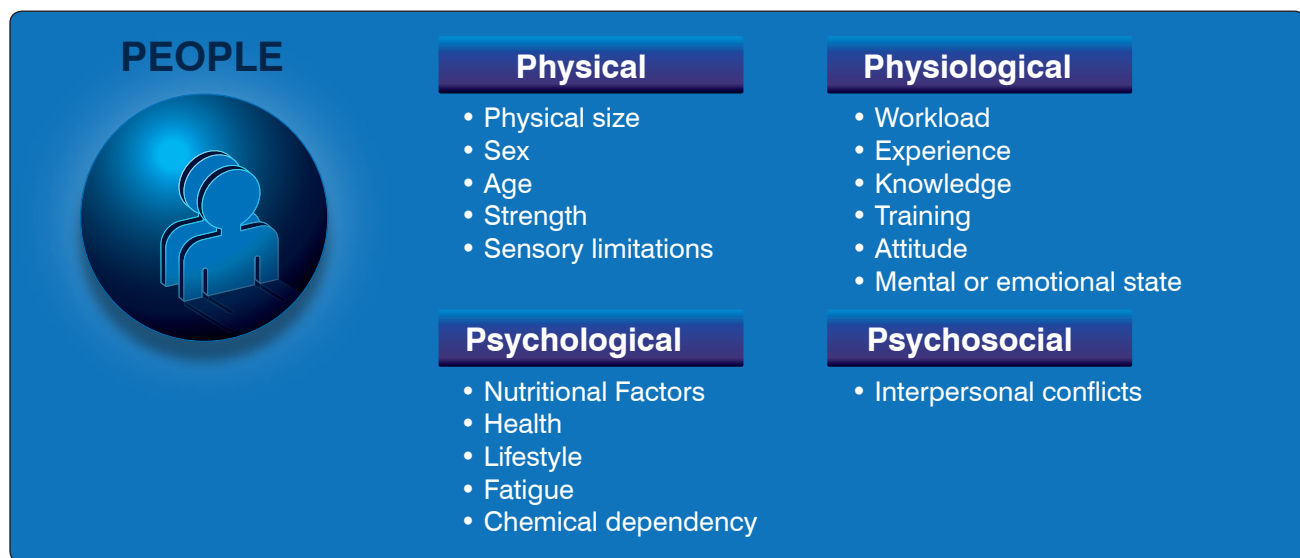 PEOPLE
Physical
• Physical size
• Sex
• Age
• Strength
• Sensory limitations
Physiological
• Workload
• Experience
• Knowledge
• Training
• Attitude
• Mental or emotional state
Psychological
• Nutritional Factors
• Health
• Lifestyle
• Fatigue
• Chemical dependency
Psychosocial
• Interpersonal conflicts